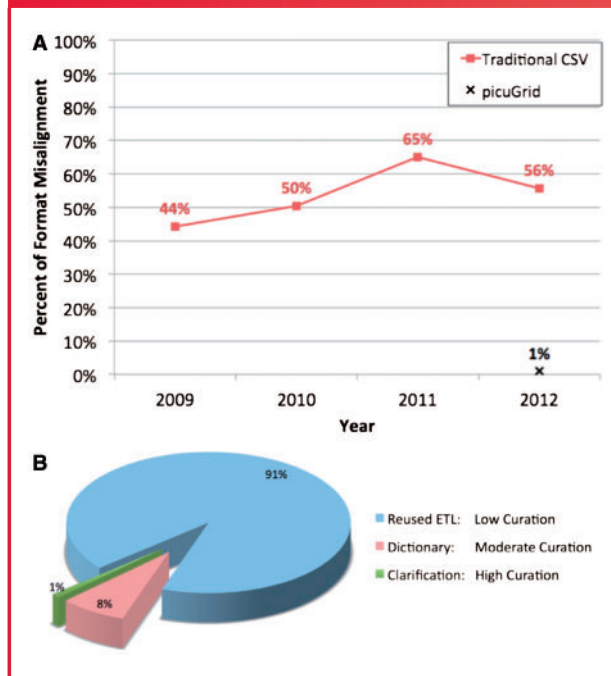 A
100%
90%
80%
70%
60%
50%
40%
30%
20%
10%
0%
Percent of Format Misalignment
Traditional CSV
picuGrid
44%
50%
65%
56%
1%
2009 2010 2011 2012
Year
B
91%
1%
8%
Reused ETL: Low Curation
Dictionary: Moderate Curation
Clarification: High Curation